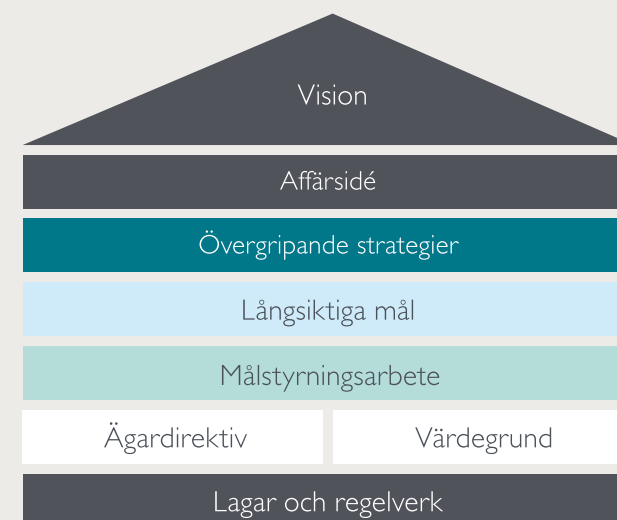 Vision
Affärsidé
Övergripande strategier
Långsiktiga mål
Målstyrningsarbete
Ägardirektiv
Värdegrund
Lagar och regelverk